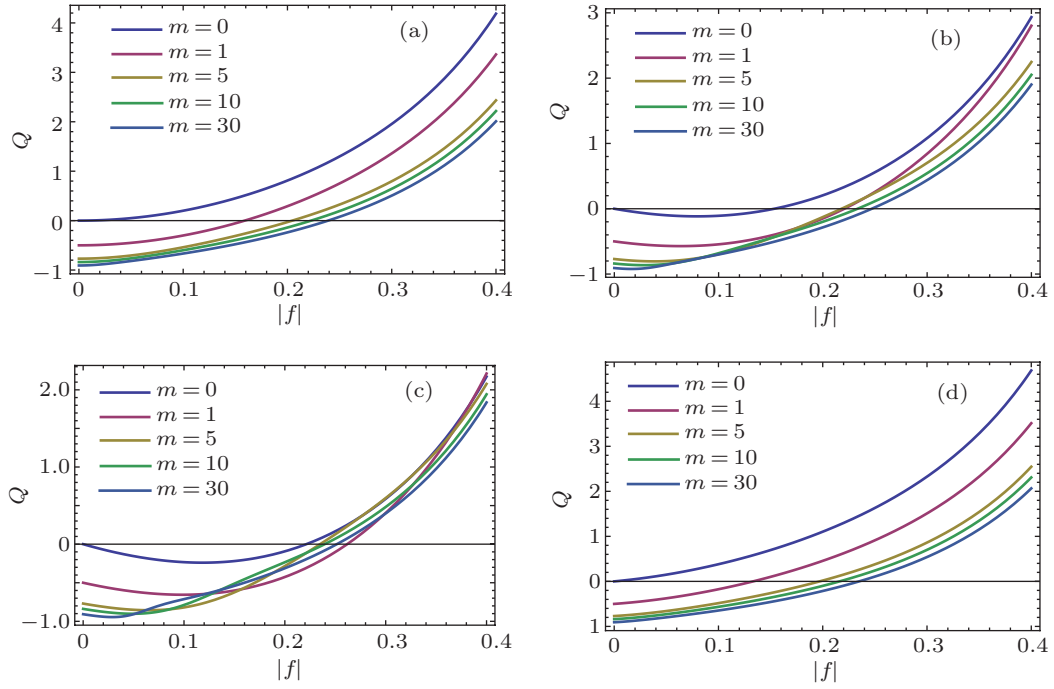 (a)
m = 0
m = 1
m = 5
m = 10
m = 30
4
3
2
1
0
−1
Q
0 0.1 0.2 0.3 0.4
|f|
(b)
m = 0
m = 1
m = 5
m = 10
m = 30
3
2
1
0
−1
Q
0 0.1 0.2 0.3 0.4
|f|
(c)
m = 0
m = 1
m = 5
m = 10
m = 30
2.0
1.0
0
−1.0
Q
0 0.1 0.2 0.3 0.4
|f|
(d)
m = 0
m = 1
m = 5
m = 10
m = 30
4
3
2
1
0
1
Q
0 0.1 0.2 0.3 0.4
|f|